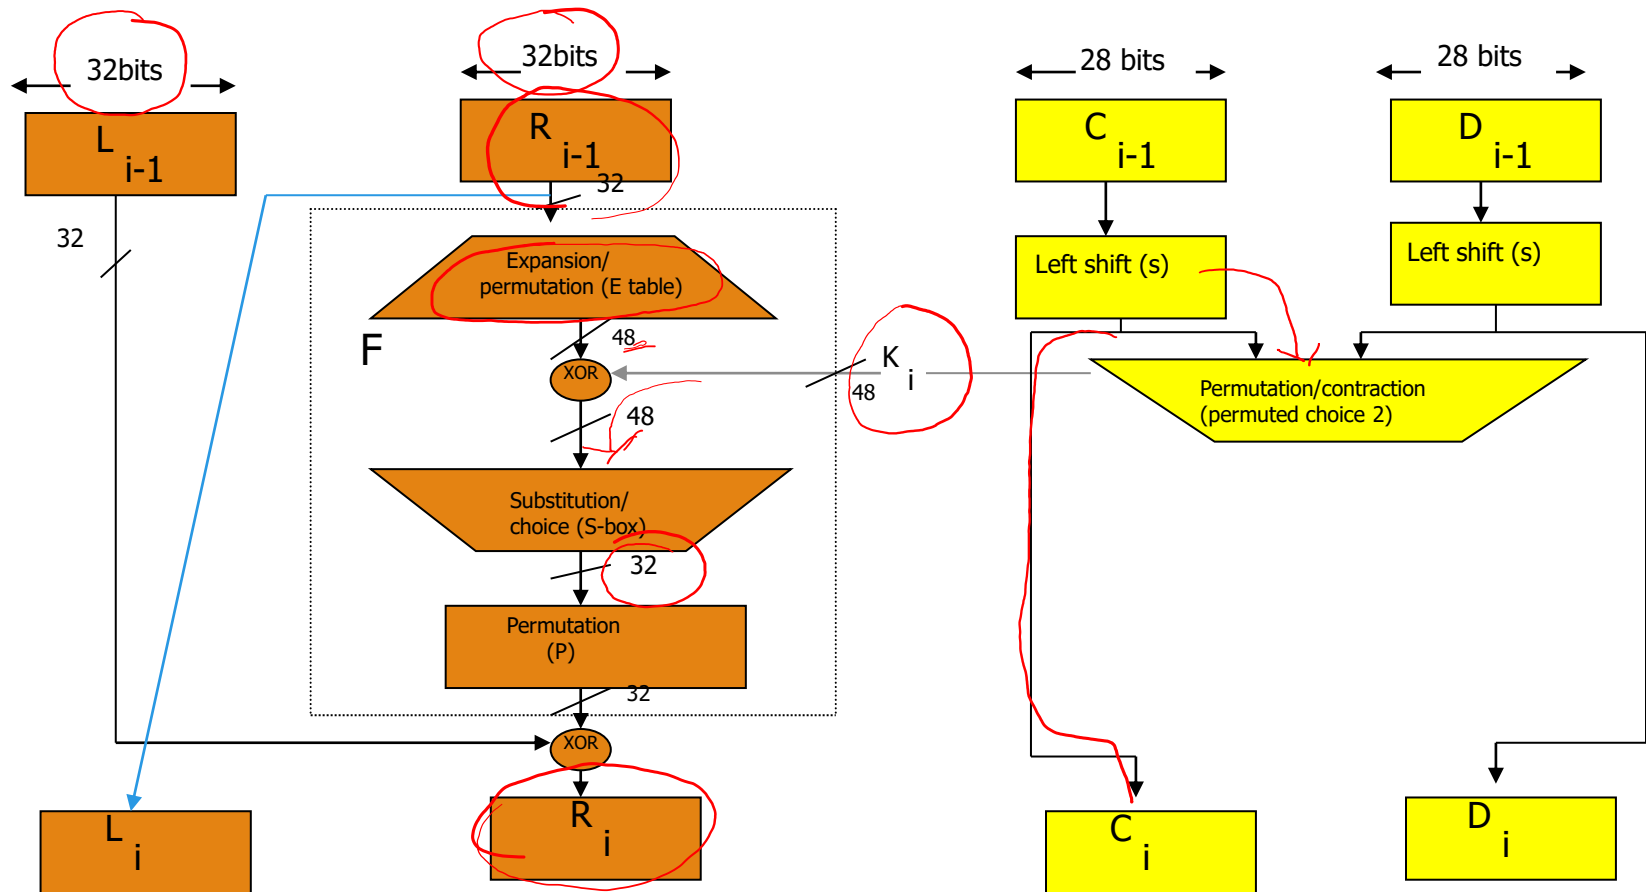 32bits
32bits
28 bits
28 bits
L i-1
R i-1
C i-1
D i-1
32
32
Expansion/
permutation (E table)
Left shift (s)
Left shift (s)
F
48
XOR
K i
48
Permutation/contraction
(permuted choice 2)
48
Substitution/
choice (S-box)
32
Permutation
(P)
32
XOR
L i
R i
C i
D i